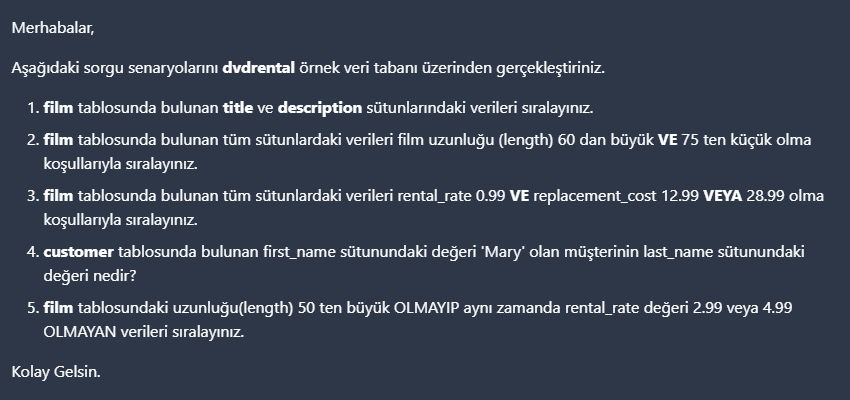 Merhabalar,
Aşağıdaki sorgu senaryolarını dvdrental örnek veri tabanı üzerinden gerçekleştiriniz.
1. film tablosunda bulunan title ve description sütunlarındaki verileri sıralayınız.
2. film tablosunda bulunan tüm sütunlardaki verileri film uzunluğu (length) 60 dan büyük VE 75 ten küçük olma
koşullarıyla sıralayınız.
3. film tablosunda bulunan tüm sütunlardaki verileri rental_rate 0.99 VE replacement_cost 12.99 VEYA 28.99 olma
koşullarıyla sıralayınız.
4. customer tablosunda bulunan first_name sütunundaki değeri 'Mary' olan müşterinin last_name sütunundaki
değeri nedir?
5. film tablosundaki uzunluğu(length) 50 ten büyük OLMAYIP aynı zamanda rental_rate değeri 2.99 veya 4.99
OLMAYAN verileri sıralayınız.
Kolay Gelsin.